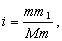 i = mm₁ / Mm ,